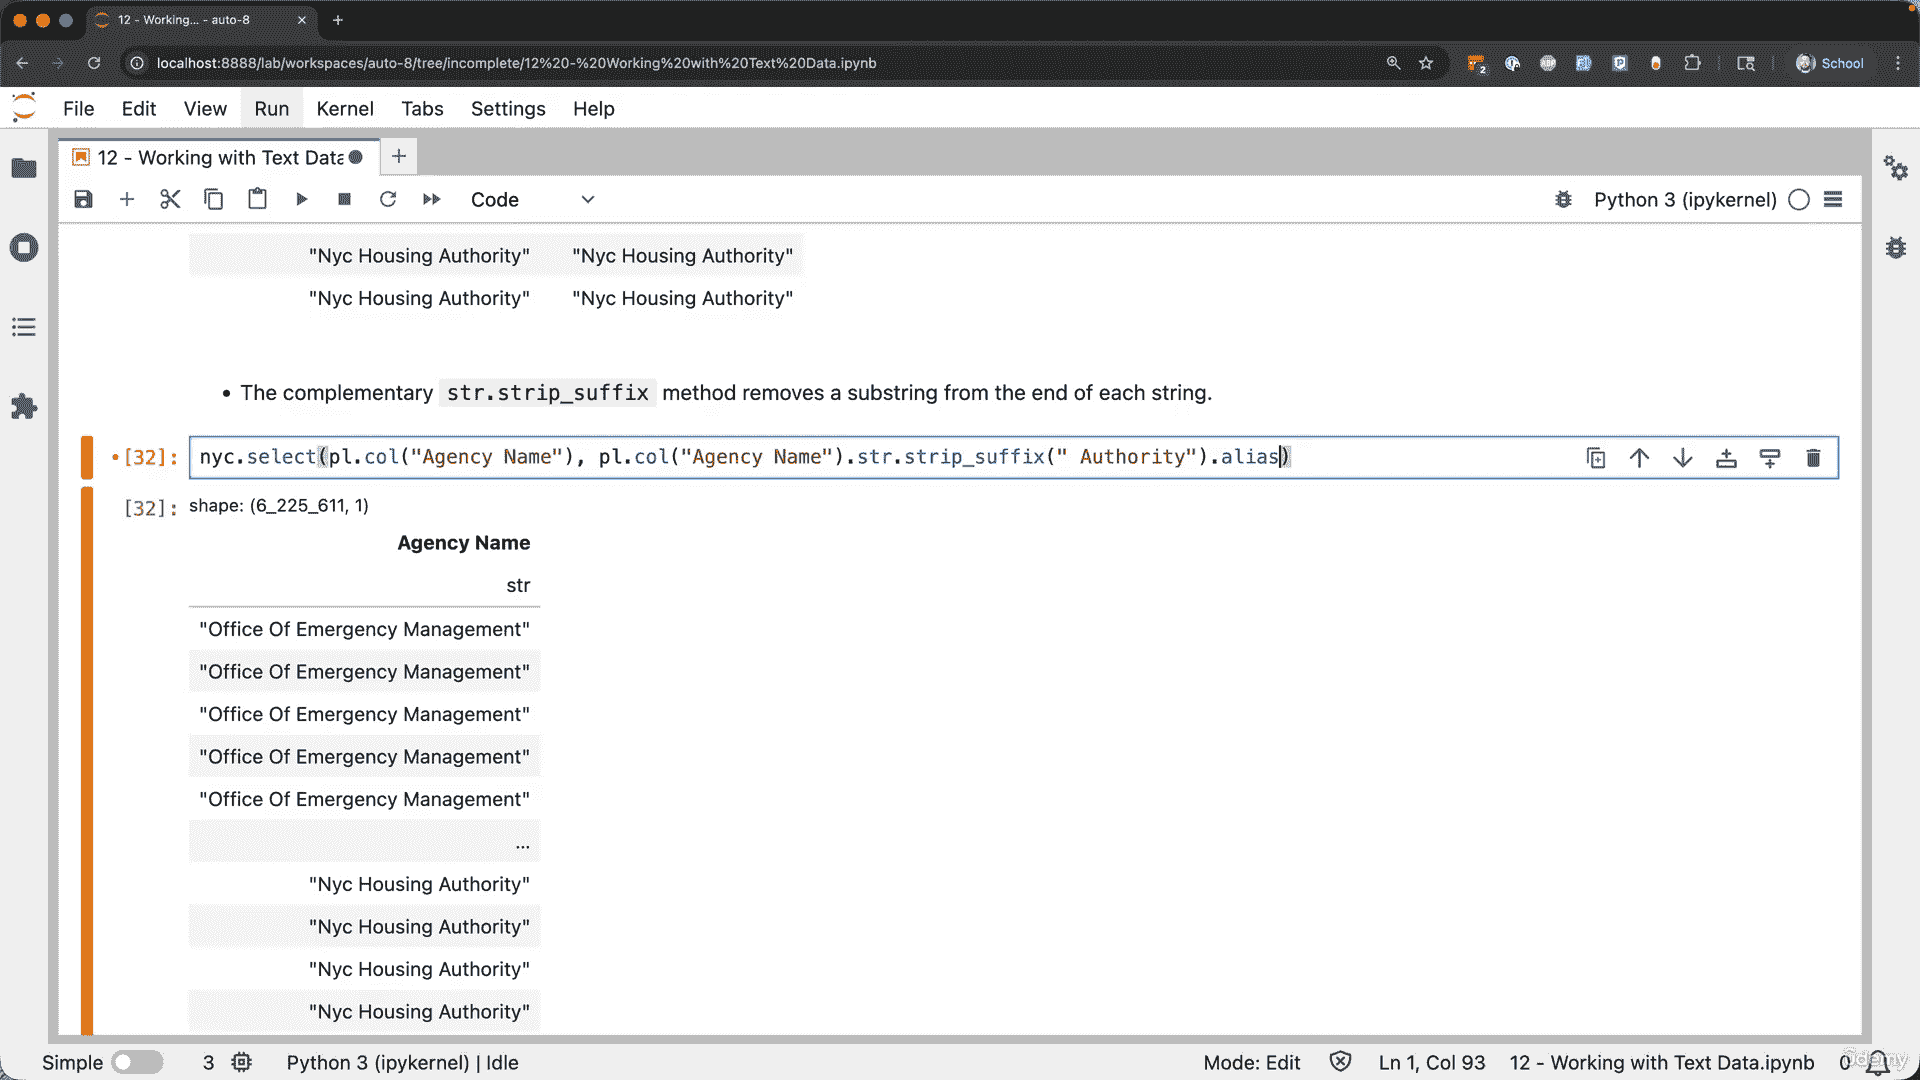 12 - Working... - auto-8
localhost:8888/lab/workspaces/auto-8/tree/incomplete/12%20-%20Working%20with%20Text%20Data.ipynb
2
School
File Edit View Run Kernel Tabs Settings Help
12 - Working with Text Data
Code
Python 3 (ipykernel)
"Nyc Housing Authority" "Nyc Housing Authority"
"Nyc Housing Authority" "Nyc Housing Authority"
• The complementary str.strip_suffix method removes a substring from the end of each string.
[32]: nyc.select(pl.col("Agency Name"), pl.col("Agency Name").str.strip_suffix(" Authority").alias)
[32]: shape: (6_225_611, 1)
Agency Name
str
"Office Of Emergency Management"
"Office Of Emergency Management"
"Office Of Emergency Management"
"Office Of Emergency Management"
"Office Of Emergency Management"
...
"Nyc Housing Authority"
"Nyc Housing Authority"
"Nyc Housing Authority"
"Nyc Housing Authority"
Simple 3 Python 3 (ipykernel) | Idle Mode: Edit Ln 1, Col 93 12 - Working with Text Data.ipynb 0
Udemy